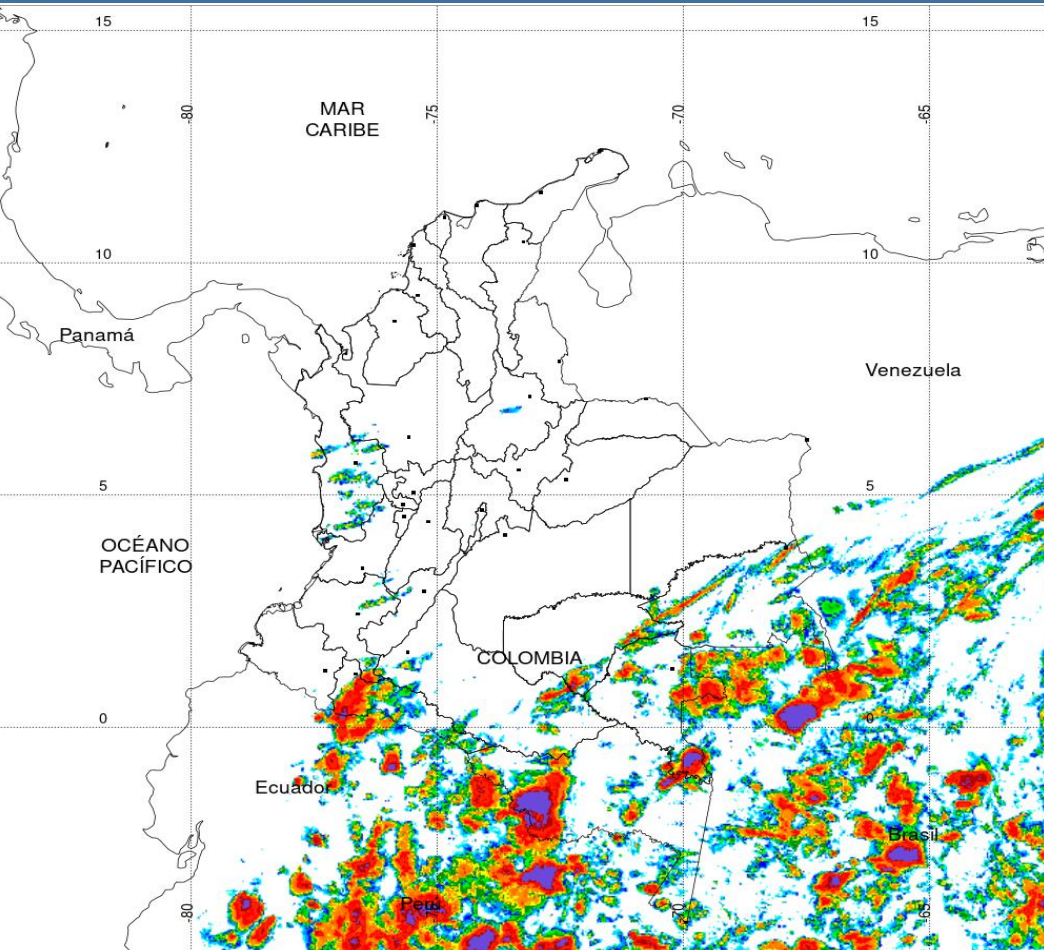 15
15
-80
-75
-70
-65
MAR
CARIBE
10
10
Panamá
Venezuela
5
5
OCÉANO
PACÍFICO
COLOMBIA
0
0
Ecuador
Brasil
Perú
-80
-70
-65